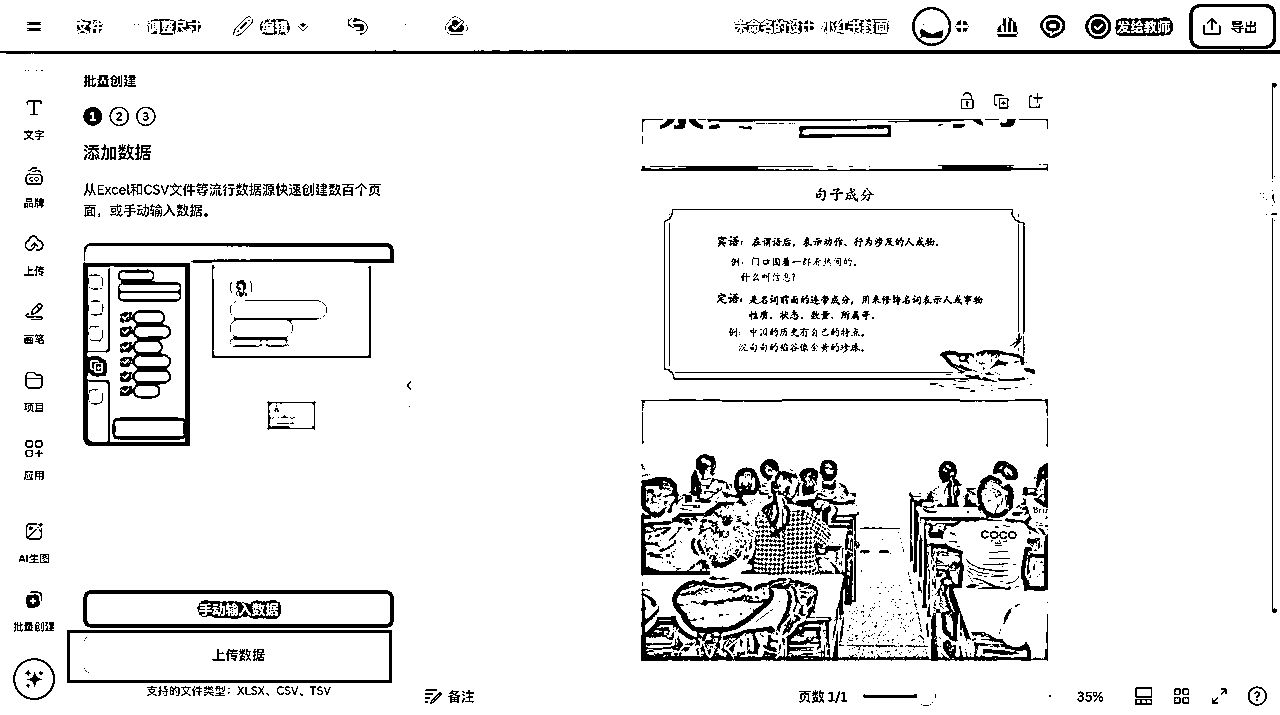 文件 调整尺寸 编辑 未命名的设计-小红书封面 发给教师 导出
批量创建
1 2 3
添加数据
从Excel和CSV文件等流行数据源快速创建数百个页
面，或手动输入数据。
文字
品牌
上传
画笔
项目
应用
AI生图
批量创建
手动输入数据
上传数据
支持的文件类型：XLSX、CSV、TSV
句子成分
宾语：在谓语后，表示动作、行为涉及的人或物。
例：门口围着一群看热闹的。
什么叫信息？
定语：是名词前面的连带成分，用来修饰名词表示人或事物
性质、状态、数量、所属等。
例：中国的历史有自己的特点。
沉甸甸的稻谷像金黄的珍珠。
COCO
备注
页数 1/1
35%